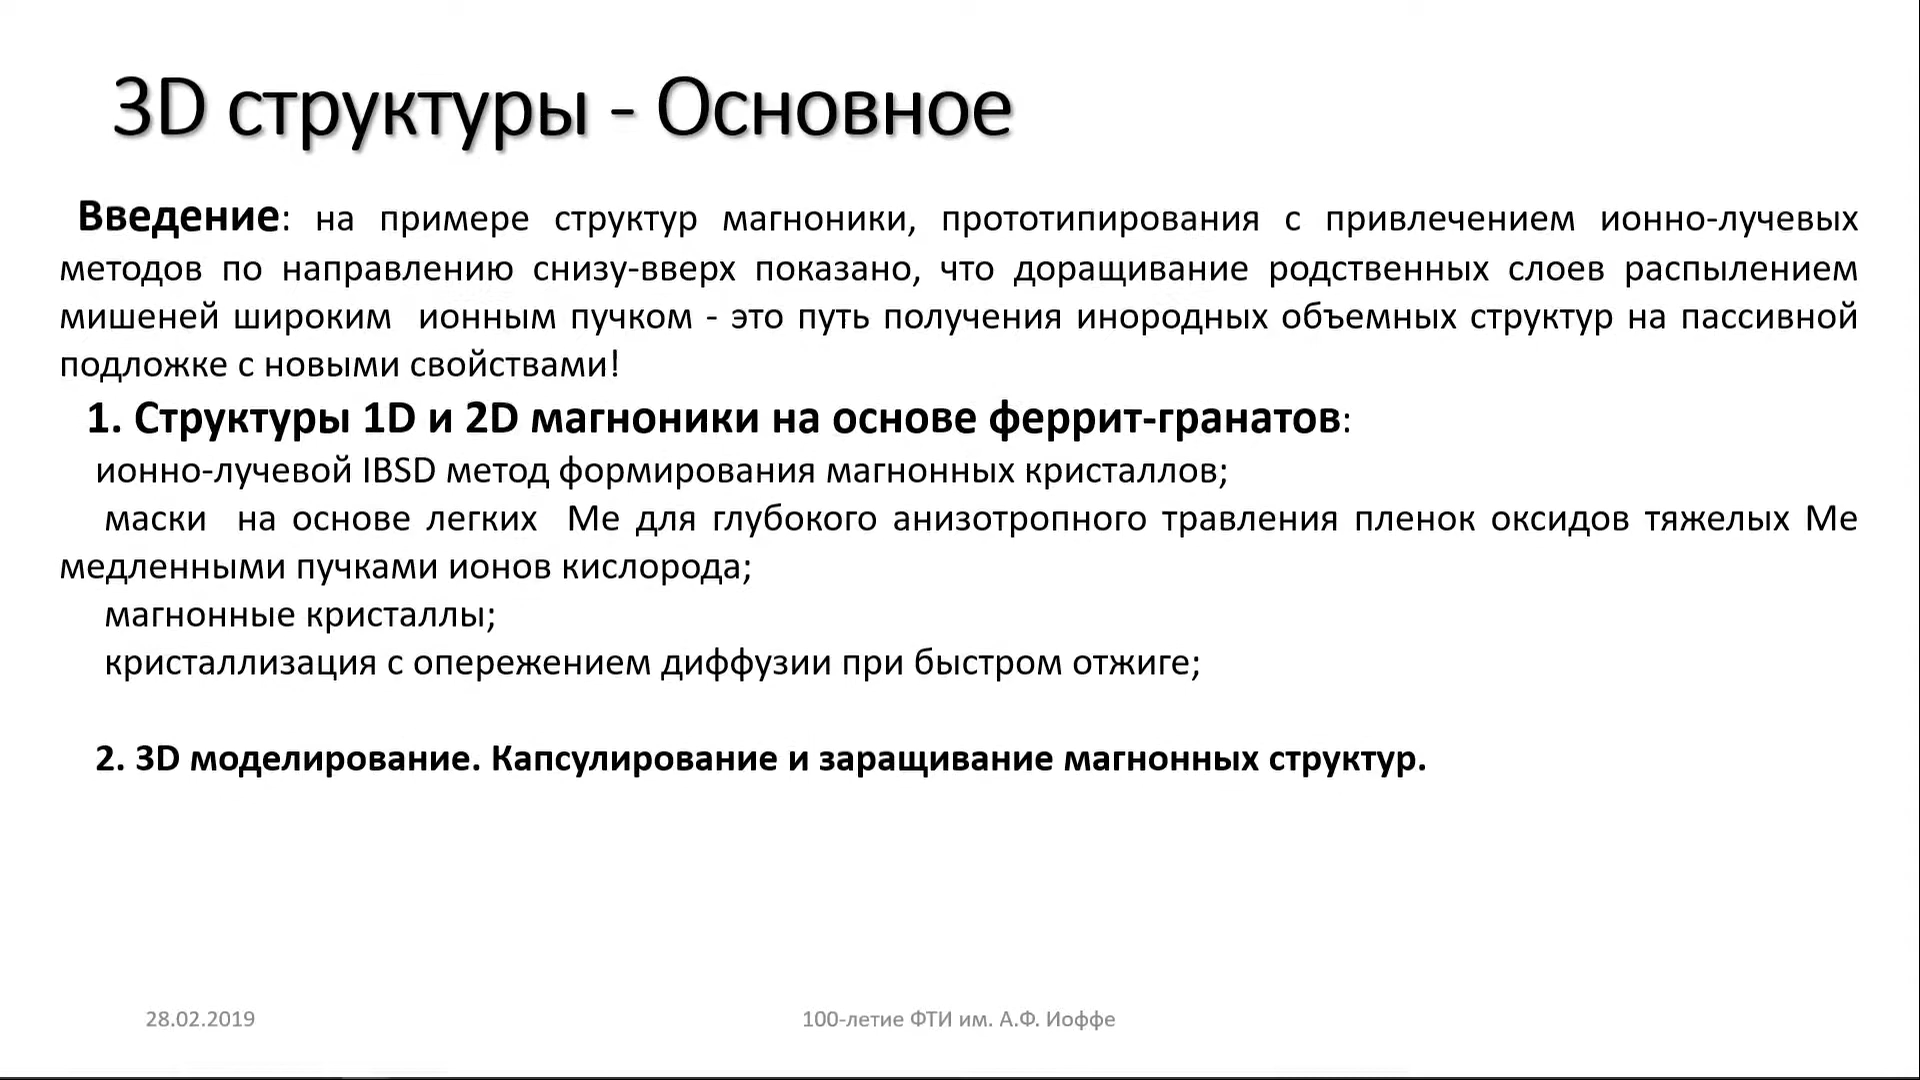 3D структуры - Основное
Введение: на примере структур магноники, прототипирования с привлечением ионно-лучевых
методов по направлению снизу-вверх показано, что доращивание родственных слоев распылением
мишеней широким ионным пучком - это путь получения инородных объемных структур на пассивной
подложке с новыми свойствами!
1. Структуры 1D и 2D магноники на основе феррит-гранатов:
ионно-лучевой IBSD метод формирования магнонных кристаллов;
маски на основе легких Ме для глубокого анизотропного травления пленок оксидов тяжелых Ме
медленными пучками ионов кислорода;
магнонные кристаллы;
кристаллизация с опережением диффузии при быстром отжиге;
2. 3D моделирование. Капсулирование и заращивание магнонных структур.
28.02.2019
100-летие ФТИ им. А.Ф. Иоффе